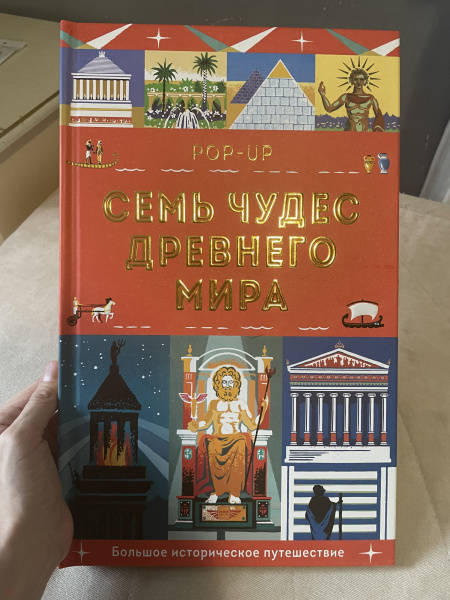 POP-UP
СЕМЬ ЧУДЕС
ДРЕВНЕГО
МИРА
Большое историческое путешествие